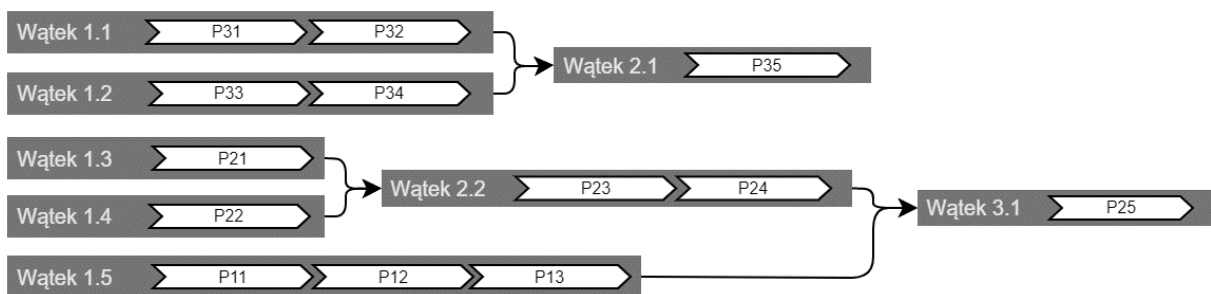 Wątek 1.1 P31 P32
Wątek 2.1 P35
Wątek 1.2 P33 P34
Wątek 1.3 P21
Wątek 2.2 P23 P24
Wątek 1.4 P22
Wątek 3.1 P25
Wątek 1.5 P11 P12 P13